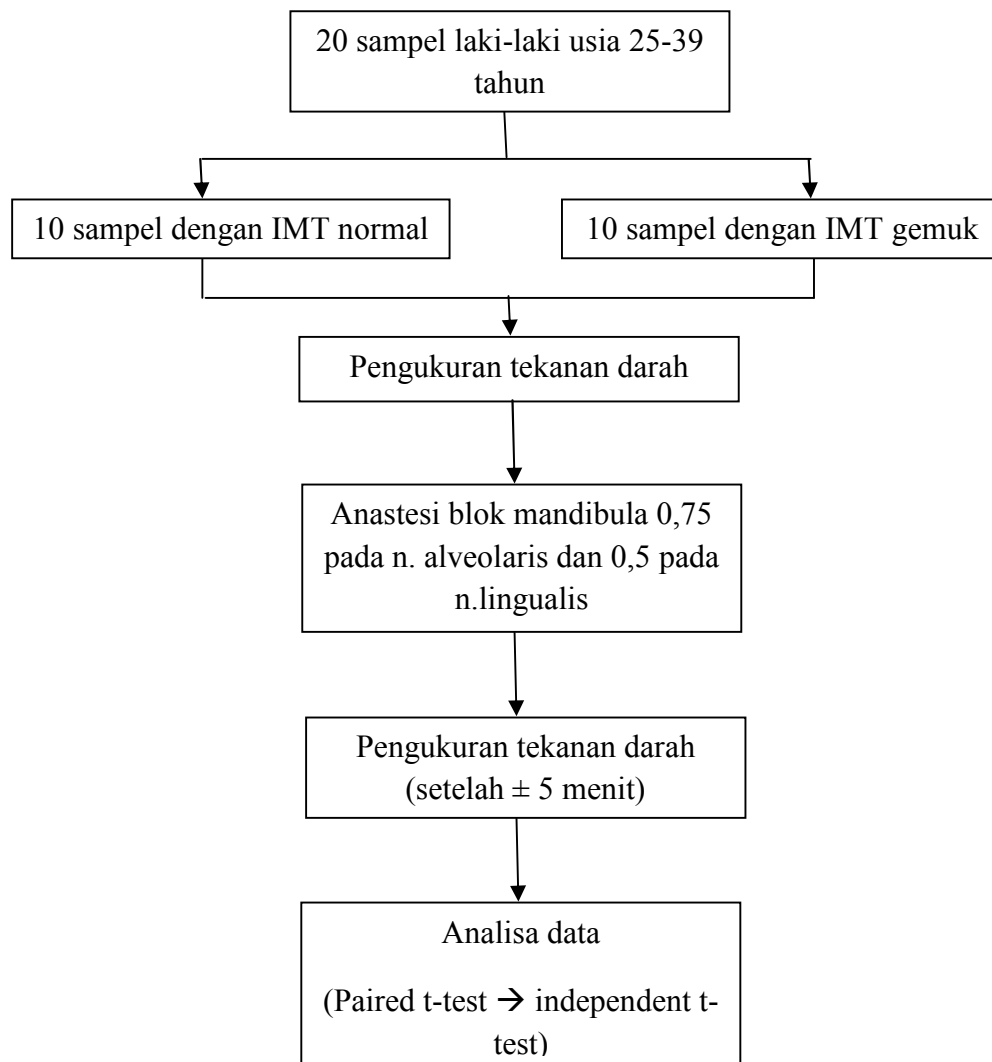 20 sampel laki-laki usia 25-39
tahun
10 sampel dengan IMT normal
10 sampel dengan IMT gemuk
Pengukuran tekanan darah
Anastesi blok mandibula 0,75
pada n. alveolaris dan 0,5 pada
n.lingualis
Pengukuran tekanan darah
(setelah ± 5 menit)
Analisa data
(Paired t-test → independent t-
test)